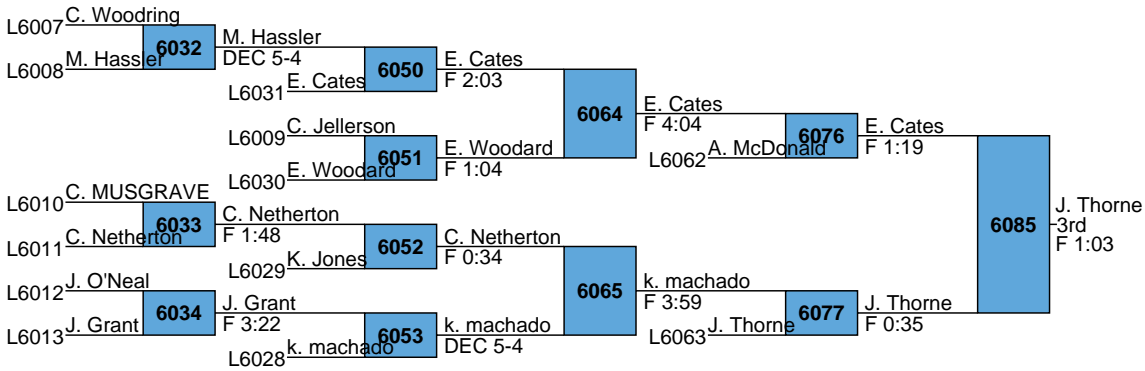 L6007 C. Woodring
6032
M. Hassler
DEC 5-4
L6008 M. Hassler
6050
E. Cates
F 2:03
L6031 E. Cates
6064
E. Cates
F 4:04
L6009 C. Jellerson
6051
E. Woodard
F 1:04
L6030 E. Woodard
6076
E. Cates
F 1:19
L6062 A. McDonald
L6010 C. MUSGRAVE
6033
C. Netherton
F 1:48
L6011 C. Netherton
6052
C. Netherton
F 0:34
L6029 K. Jones
6085
J. Thorne
3rd
F 1:03
L6012 J. O'Neal
6034
J. Grant
F 3:22
L6013 J. Grant
6065
k. machado
F 3:59
6053
k. machado
DEC 5-4
L6028 k. machado
6077
J. Thorne
F 0:35
L6063 J. Thorne